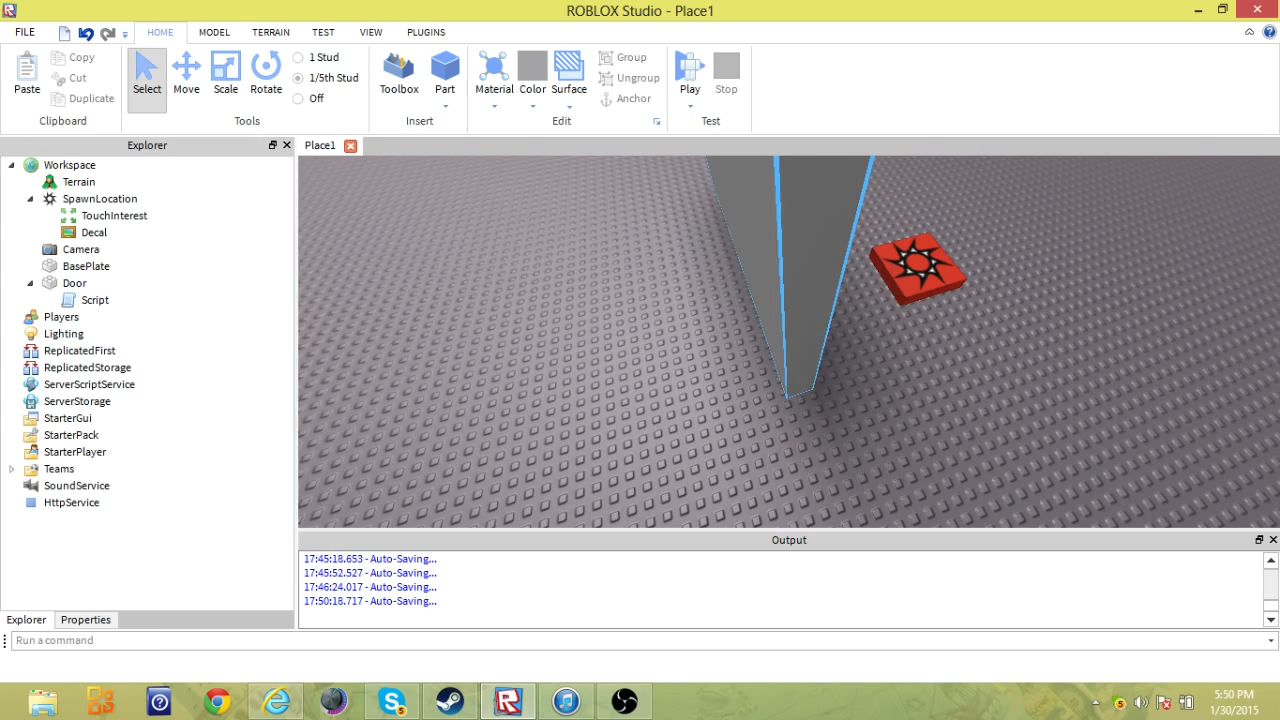 ROBLOX Studio - Place1
FILE HOME MODEL TERRAIN TEST VIEW PLUGINS
Paste
Copy
Cut
Duplicate
Clipboard
Select
Move
Scale
Rotate
1 Stud
1/5th Stud
Off
Tools
Toolbox
Part
Insert
Material
Color
Surface
Group
Ungroup
Anchor
Edit
Play
Stop
Test
Explorer
Place1
Workspace
Terrain
SpawnLocation
TouchInterest
Decal
Camera
BasePlate
Door
Script
Players
Lighting
ReplicatedFirst
ReplicatedStorage
ServerScriptService
ServerStorage
StarterGui
StarterPack
StarterPlayer
Teams
SoundService
HttpService
Output
17:45:18.653 - Auto-Saving...
17:45:52.527 - Auto-Saving...
17:46:24.017 - Auto-Saving...
17:50:18.717 - Auto-Saving...
Explorer Properties
Run a command
5:50 PM
1/30/2015